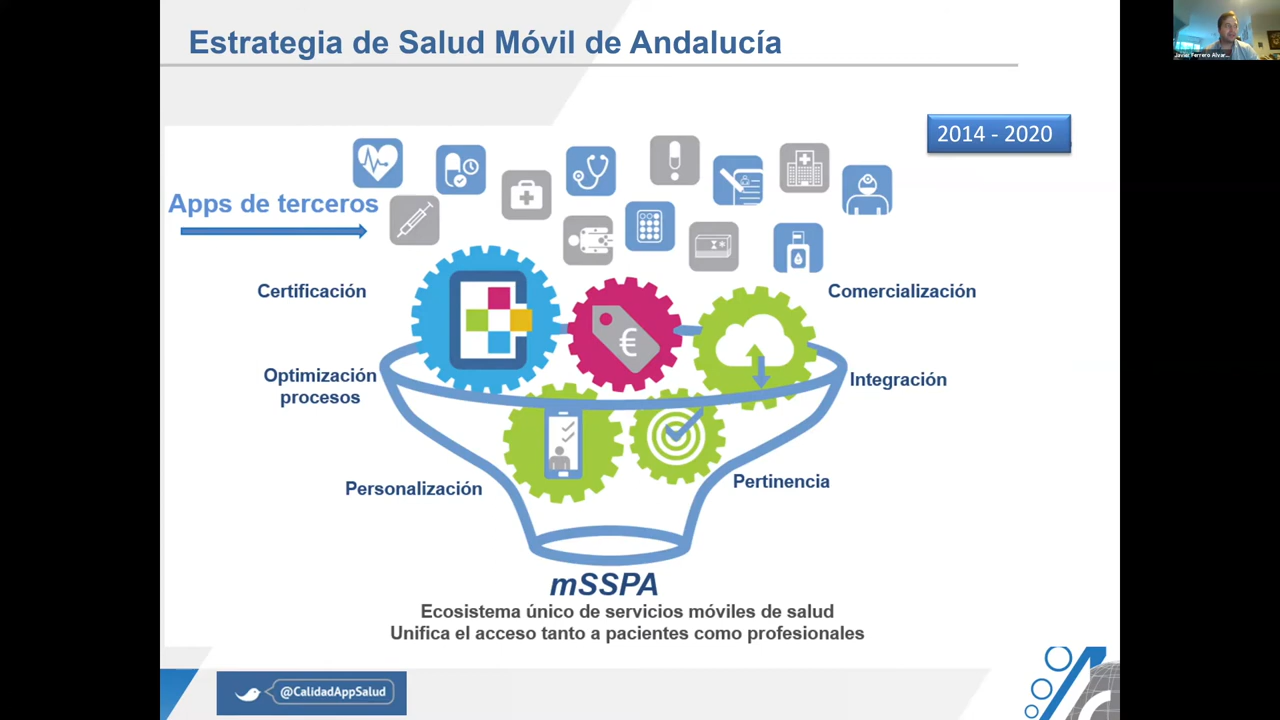 Estrategia de Salud Móvil de Andalucía
2014 - 2020
Apps de terceros
Certificación
Comercialización
€
Optimización
procesos
Integración
Personalización
Pertinencia
mSSPA
Ecosistema único de servicios móviles de salud
Unifica el acceso tanto a pacientes como profesionales
@CalidadAppSalud